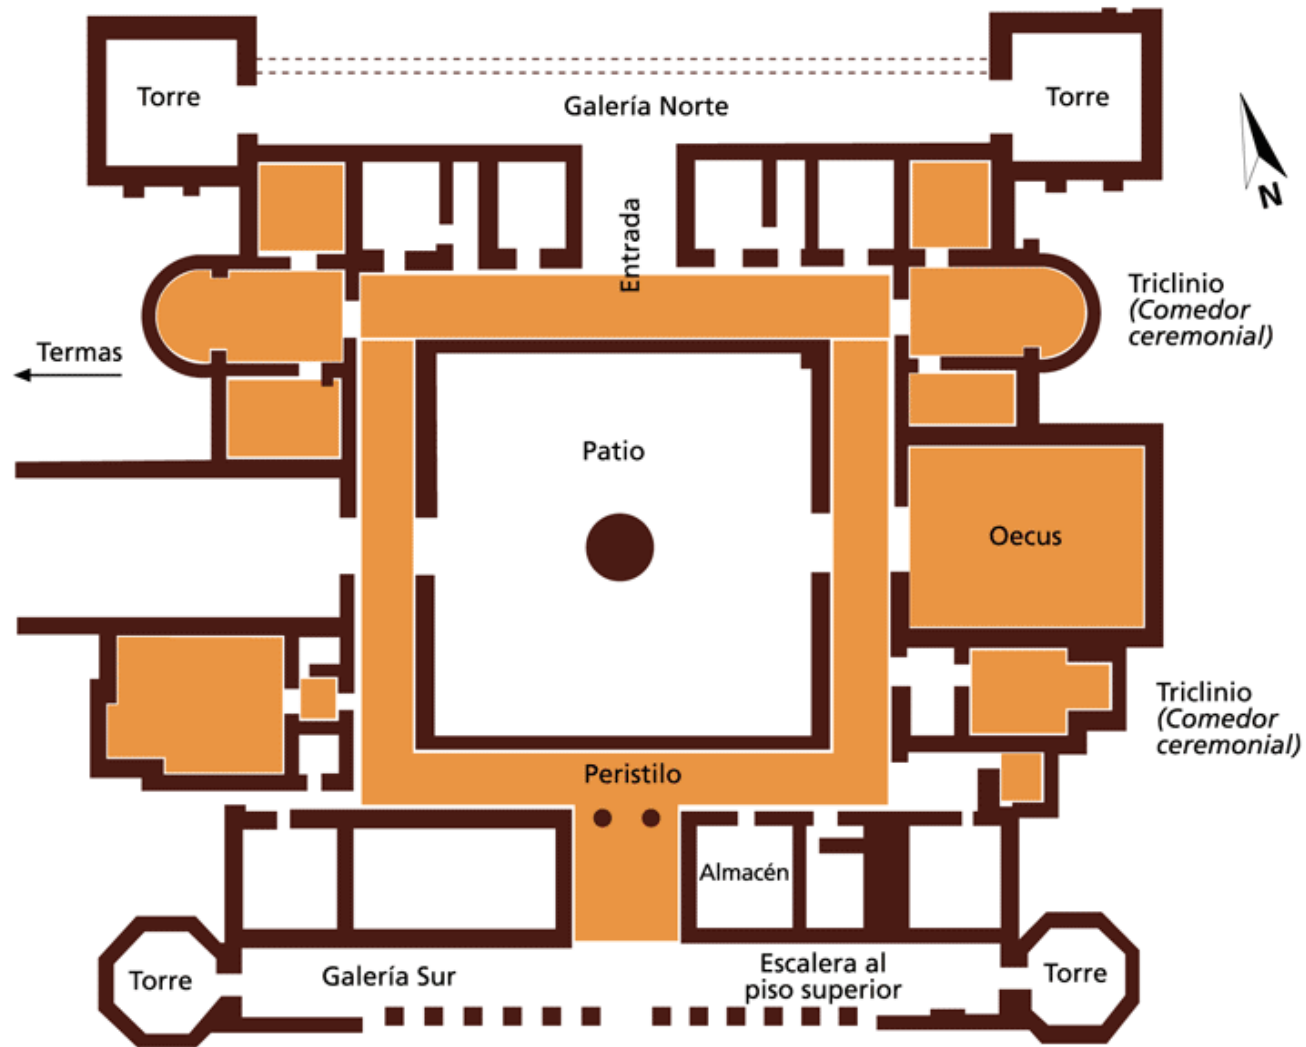 Torre
Torre
Galería Norte
N
Entrada
Triclinio
(Comedor
ceremonial)
Termas
Patio
Oecus
Triclinio
(Comedor
ceremonial)
Peristilo
Almacén
Torre
Galería Sur
Escalera al
piso superior
Torre